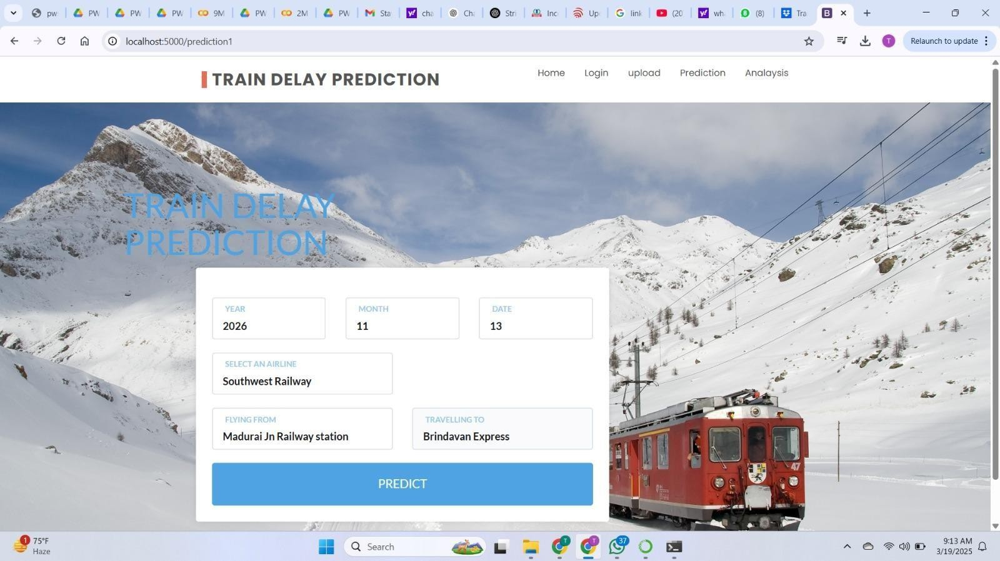 pw:
PW
PW
PW
9M
PW
2M
PW
Sta
cha
Ch
Stri
Inc
Up
link
(20
wh
(8)
Tra
localhost:5000/prediction1
T
Relaunch to update
TRAIN DELAY PREDICTION
Home Login upload Prediction Analaysis
TRAIN DELAY
PREDICTION
YEAR MONTH DATE
2026 11 13
SELECT AN AIRLINE
Southwest Railway
FLYING FROM TRAVELLING TO
Madurai Jn Railway station Brindavan Express
47
PREDICT
1 75°F
Haze
Search
T T 37
9:13 AM
3/19/2025